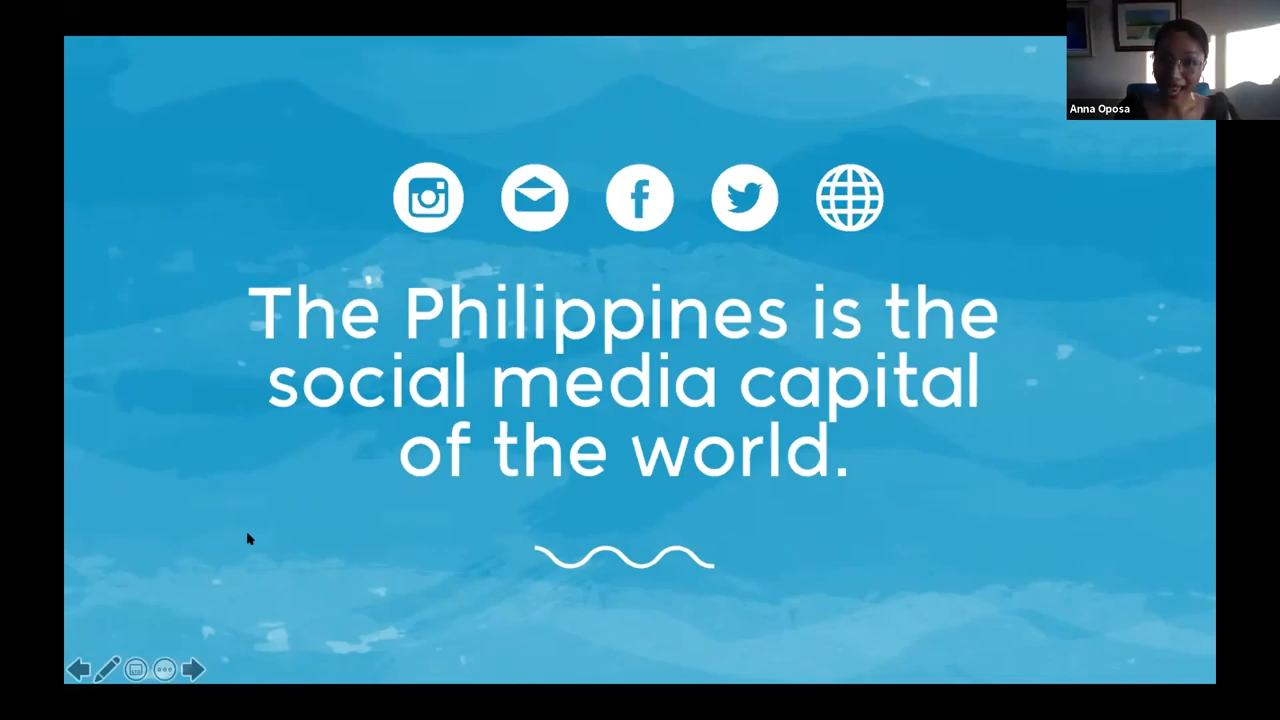 Anna Oposa
The Philippines is the
social media capital
of the world.